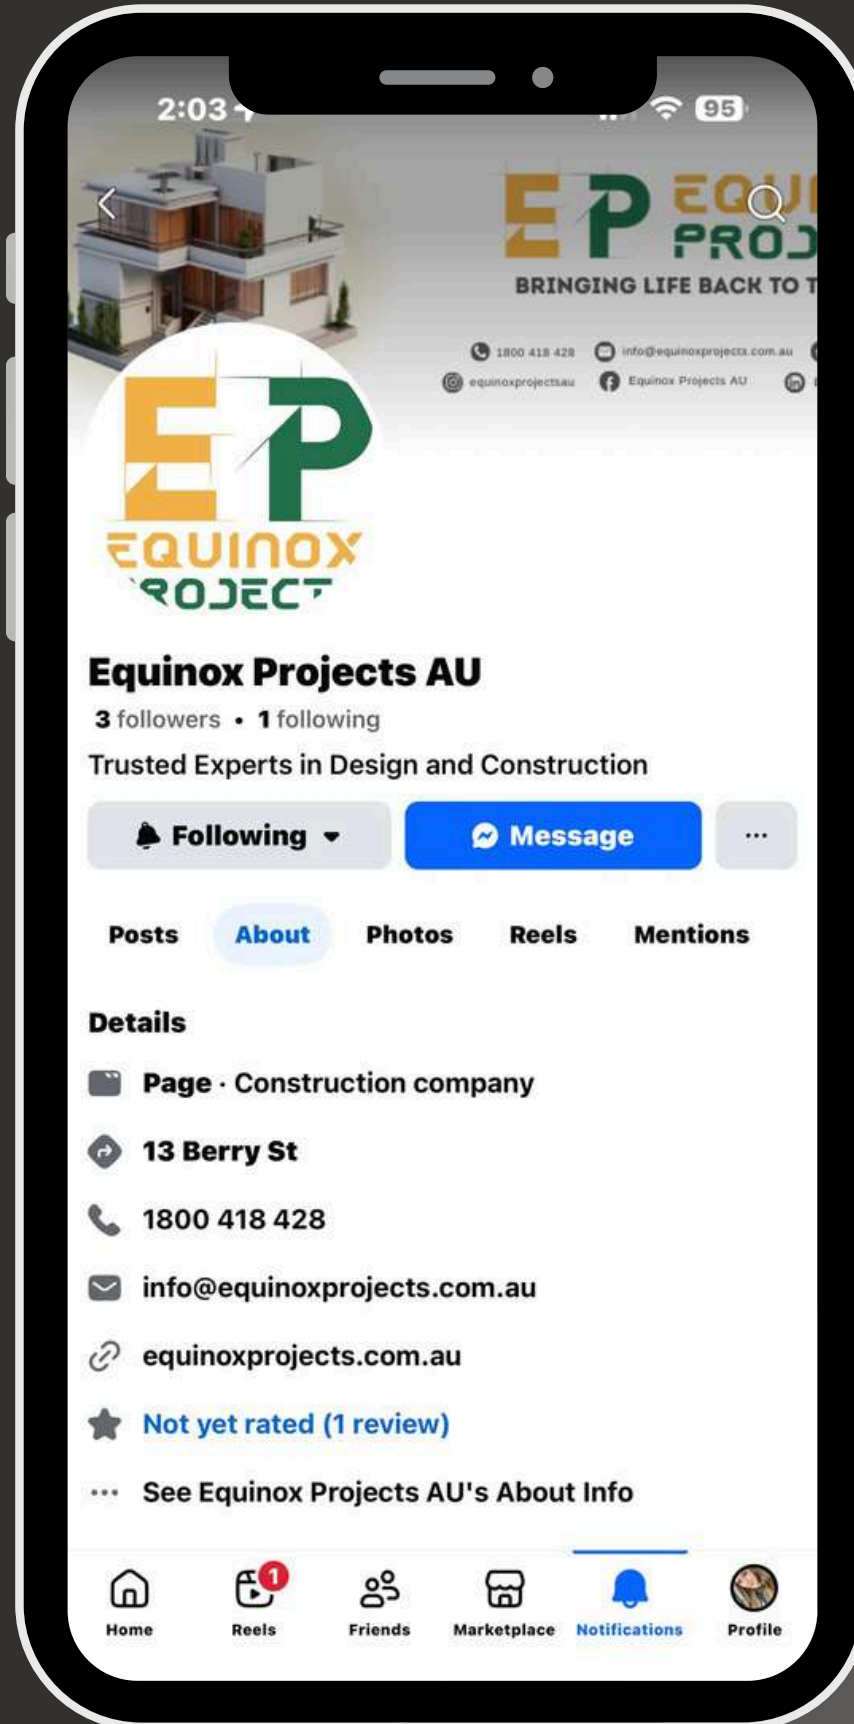 2:03
95
EP EQUI
PROJ
BRINGING LIFE BACK TO T
1800 418 428 info@equinoxprojects.com.au
equinoxprojectsau Equinox Projects AU
EP
EQUINOX
PROJECT
Equinox Projects AU
3 followers • 1 following
Trusted Experts in Design and Construction
Following Message ...
Posts About Photos Reels Mentions
Details
Page · Construction company
13 Berry St
1800 418 428
info@equinoxprojects.com.au
equinoxprojects.com.au
Not yet rated (1 review)
... See Equinox Projects AU's About Info
1
Home Reels Friends Marketplace Notifications Profile